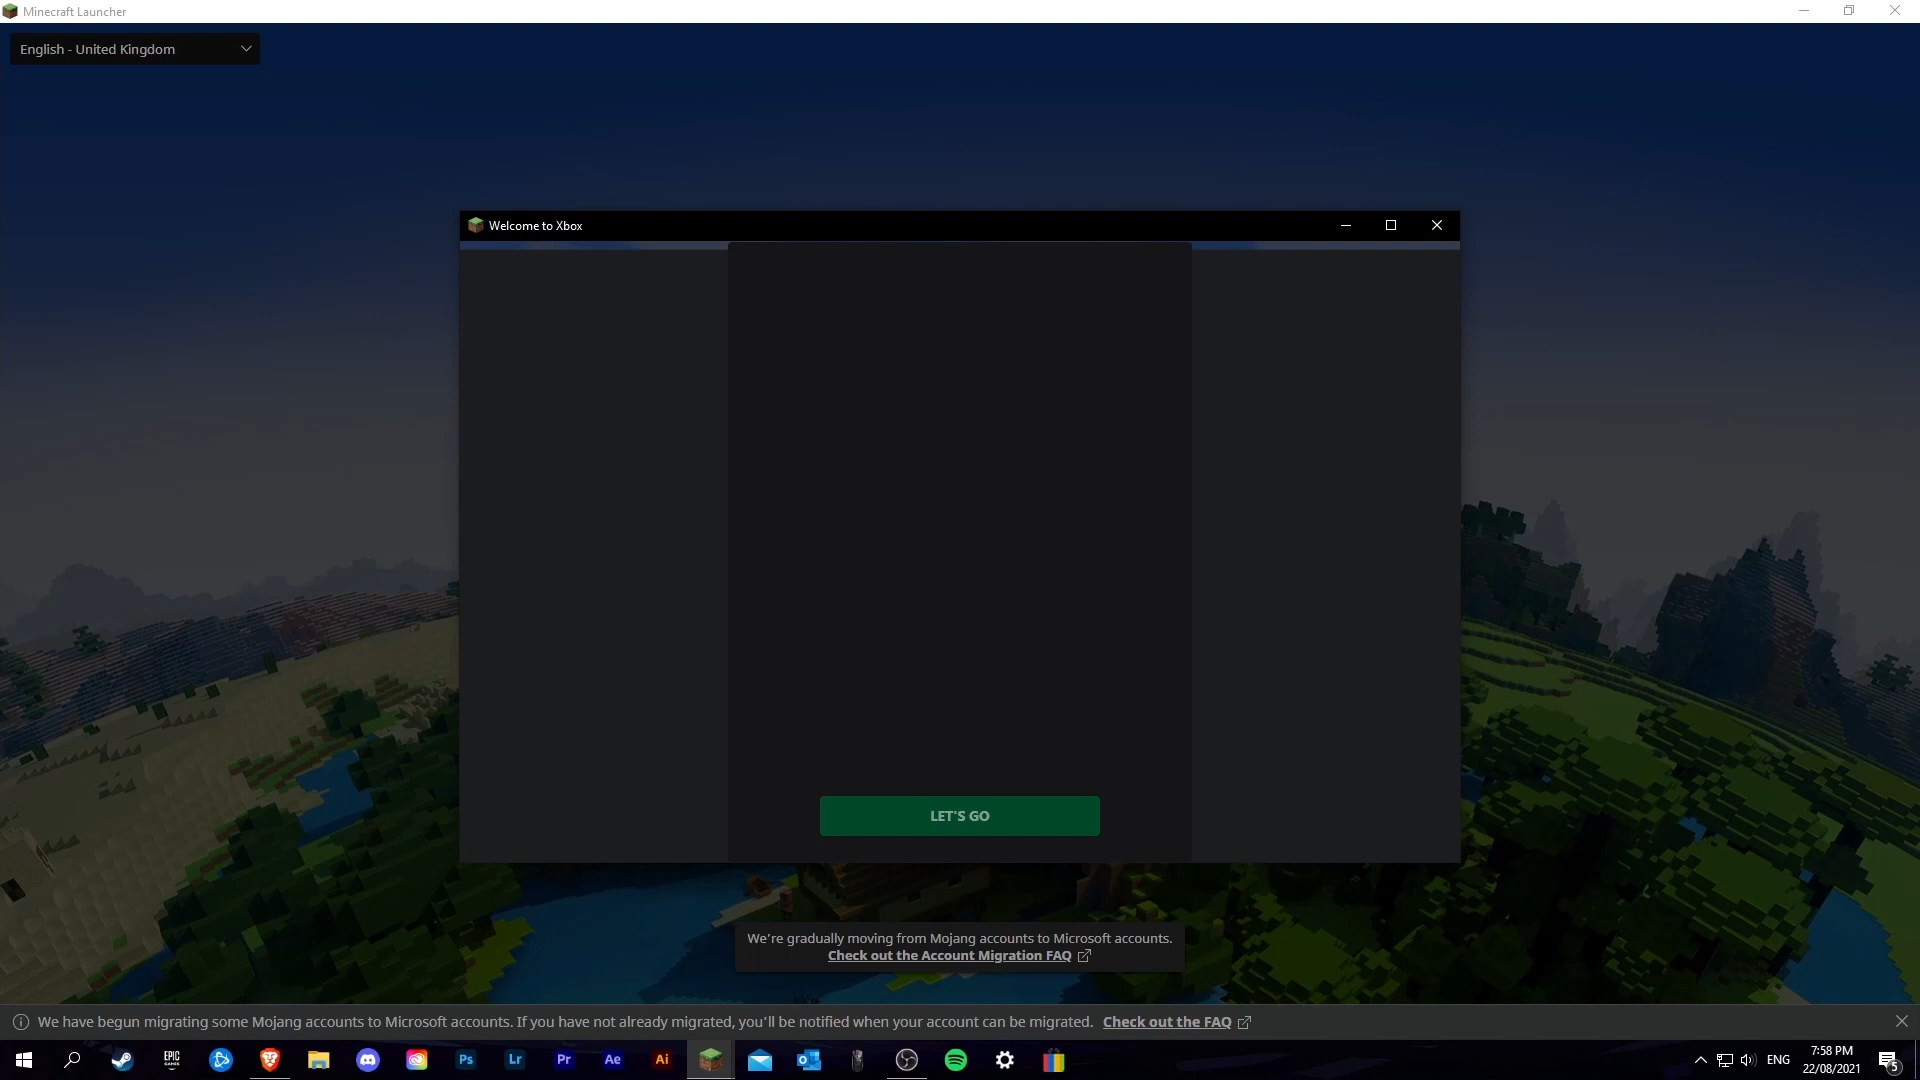 Minecraft Launcher
English - United Kingdom
Welcome to Xbox
LET'S GO
We're gradually moving from Mojang accounts to Microsoft accounts.
Check out the Account Migration FAQ
We have begun migrating some Mojang accounts to Microsoft accounts. If you have not already migrated, you'll be notified when your account can be migrated. Check out the FAQ
EPIC
GAMES
Ps
Lr
Pr
Ae
Ai
ENG
7:58 PM
22/08/2021
5